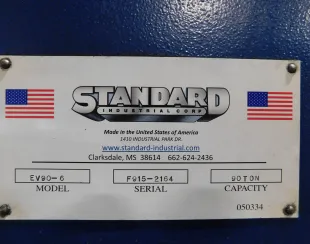 STANDARD
INDUSTRIAL CORP.
Made in the United States of America
1410 INDUSTRIAL PARK DR.
www.standard-industrial.com
Clarksdale, MS 38614 662-624-2436
EV90-6 F915-2164 90TON
MODEL SERIAL CAPACITY
050334